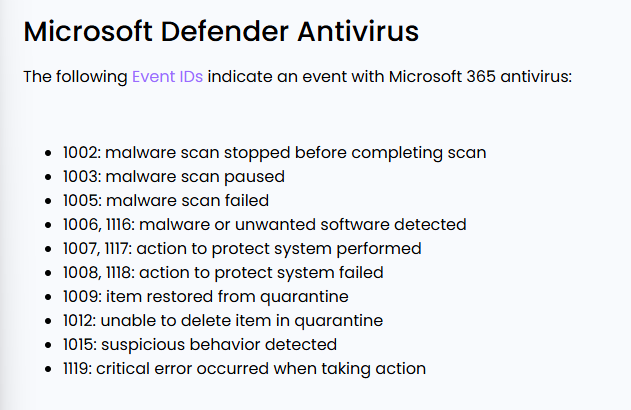 Microsoft Defender Antivirus
The following Event IDs indicate an event with Microsoft 365 antivirus:
• 1002: malware scan stopped before completing scan
• 1003: malware scan paused
• 1005: malware scan failed
• 1006, 1116: malware or unwanted software detected
• 1007, 1117: action to protect system performed
• 1008, 1118: action to protect system failed
• 1009: item restored from quarantine
• 1012: unable to delete item in quarantine
• 1015: suspicious behavior detected
• 1119: critical error occurred when taking action